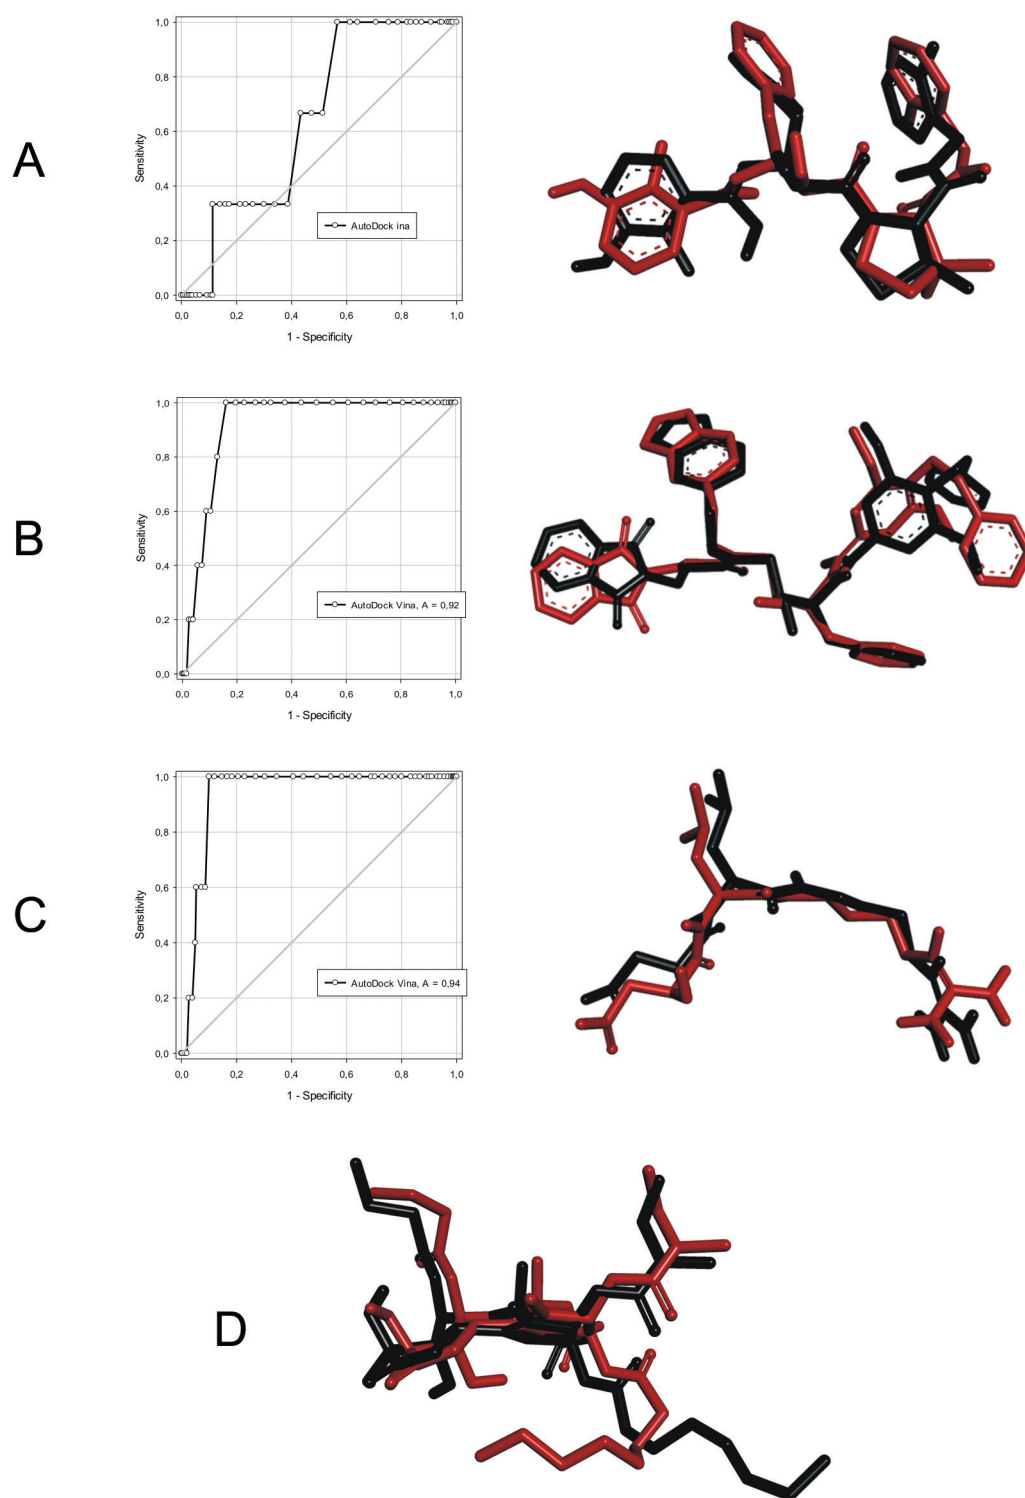 A
1,0
0,8
0,6
0,4
0,2
0,0
Sensitivity
AutoDock ina
0,0 0,2 0,4 0,6 0,8 1,0
1 - Specificity
B
1,0
0,8
0,6
0,4
0,2
0,0
Sensitivity
AutoDock Vina, A = 0,92
0,0 0,2 0,4 0,6 0,8 1,0
1 - Specificity
C
1,0
0,8
0,6
0,4
0,2
0,0
Sensitivity
AutoDock Vina, A = 0,94
0,0 0,2 0,4 0,6 0,8 1,0
1 - Specificity
D